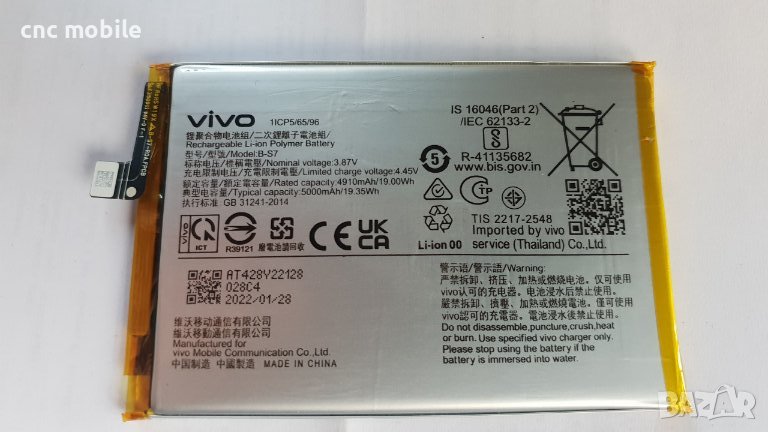 cnc mobile
vivo
1ICP5/65/96
锂聚合物电池组/二次鋰離子電池組/
Rechargeable Li-ion Polymer Battery
型号/型號/Model:B-S7
标称电压/標稱電壓/Nominal voltage:3.87V
充电限制电压/充電限制電壓/Limited charge voltage:4.45V
额定容量/額定容量/Rated capacity:4910mAh/19.00Wh
典型容量/典型容量/Typical capacity:5000mAh/19.35Wh
执行标准: GB 31241-2014
IS 16046(Part 2)
/IEC 62133-2
R-41135682
www.bis.gov.in
TIS 2217-2548
Imported by vivo
service (Thailand) Co.,Ltd.
vivo
ICT
R39121
廢電池請回收
CE
UKCA
Li-ion 00
5
TCP
AT428Y22128
028C4
2022/01/28
维沃移动通信有限公司
維沃移動通信有限公司
Manufactured for
vivo Mobile Communication Co.,Ltd.
中国制造 中國製造 MADE IN CHINA
警示语/警示語/Warning:
严禁拆卸、挤压、加热或燃烧电池。仅可使用
vivo认可的充电器。电池浸水后禁止使用。
嚴禁拆卸、擠壓、加熱或燃燒電池。僅可使用
vivo認可的充電器。電池浸水後禁止使用。
Do not disassemble,puncture,crush,heat
or burn. Use specified vivo charger only.
Please stop using the battery if the
battery is immersed into water.
BAZAR